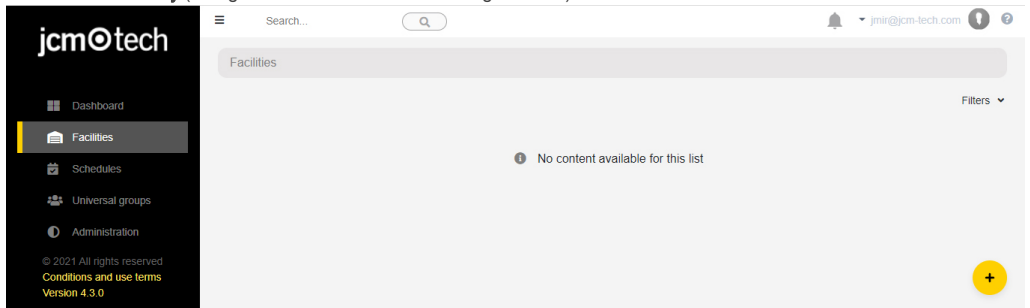 jcm tech
Search...
jmir@jcm-tech.com
Facilities
Filters
Dashboard
Facilities
Schedules
Universal groups
Administration
No content available for this list
© 2021 All rights reserved
Conditions and use terms
Version 4.3.0